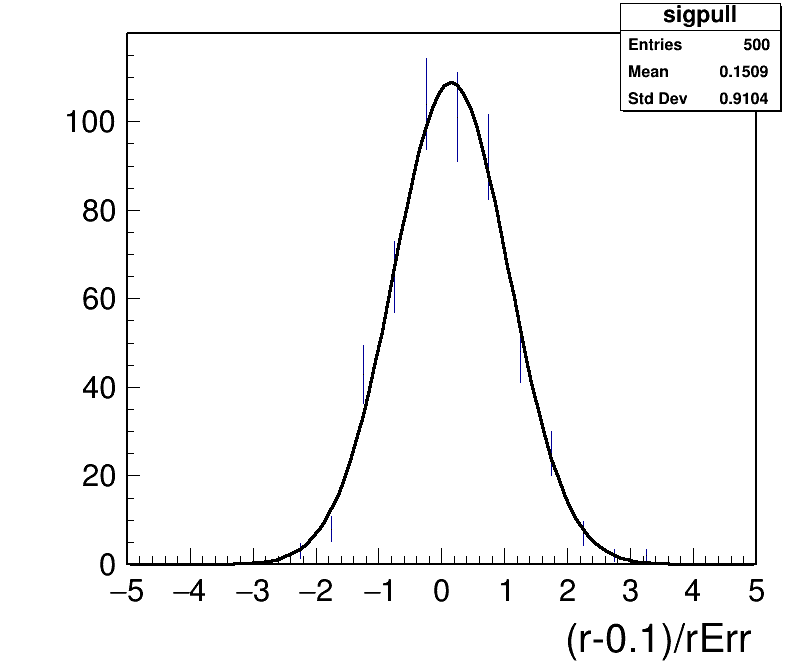 sigpull
Entries 500
Mean 0.1509
Std Dev 0.9104
100
80
60
40
20
0
−5 −4 −3 −2 −1 0 1 2 3 4 5
(r-0.1)/rErr